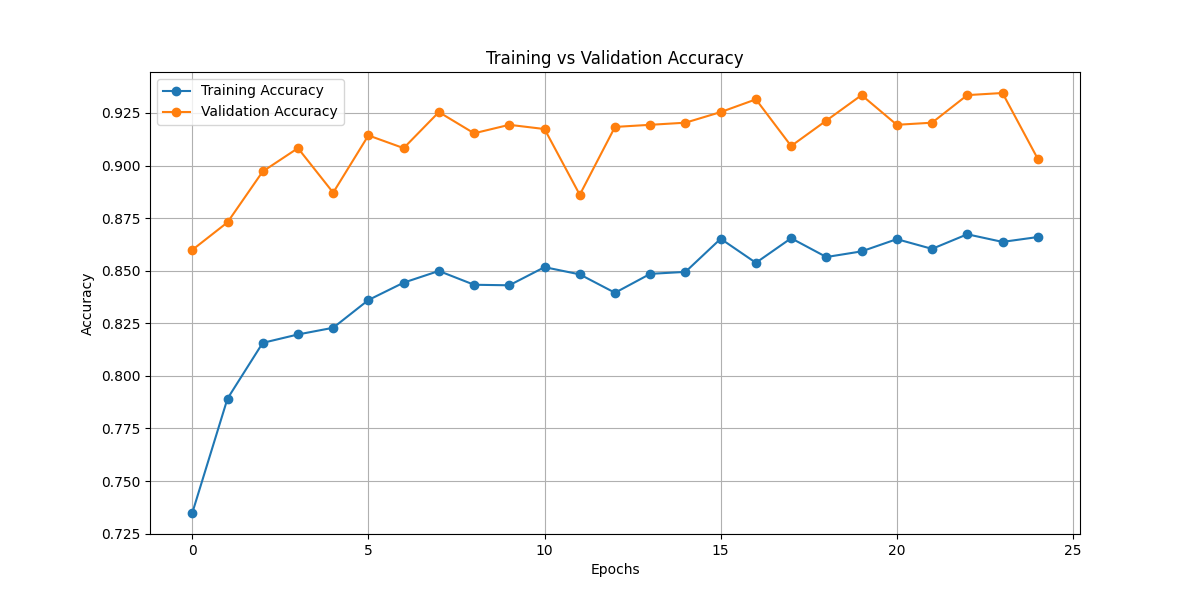 Training vs Validation Accuracy
Training Accuracy
Validation Accuracy
0.925
0.900
0.875
0.850
0.825
0.800
0.775
0.750
0.725
Accuracy
0 5 10 15 20 25
Epochs